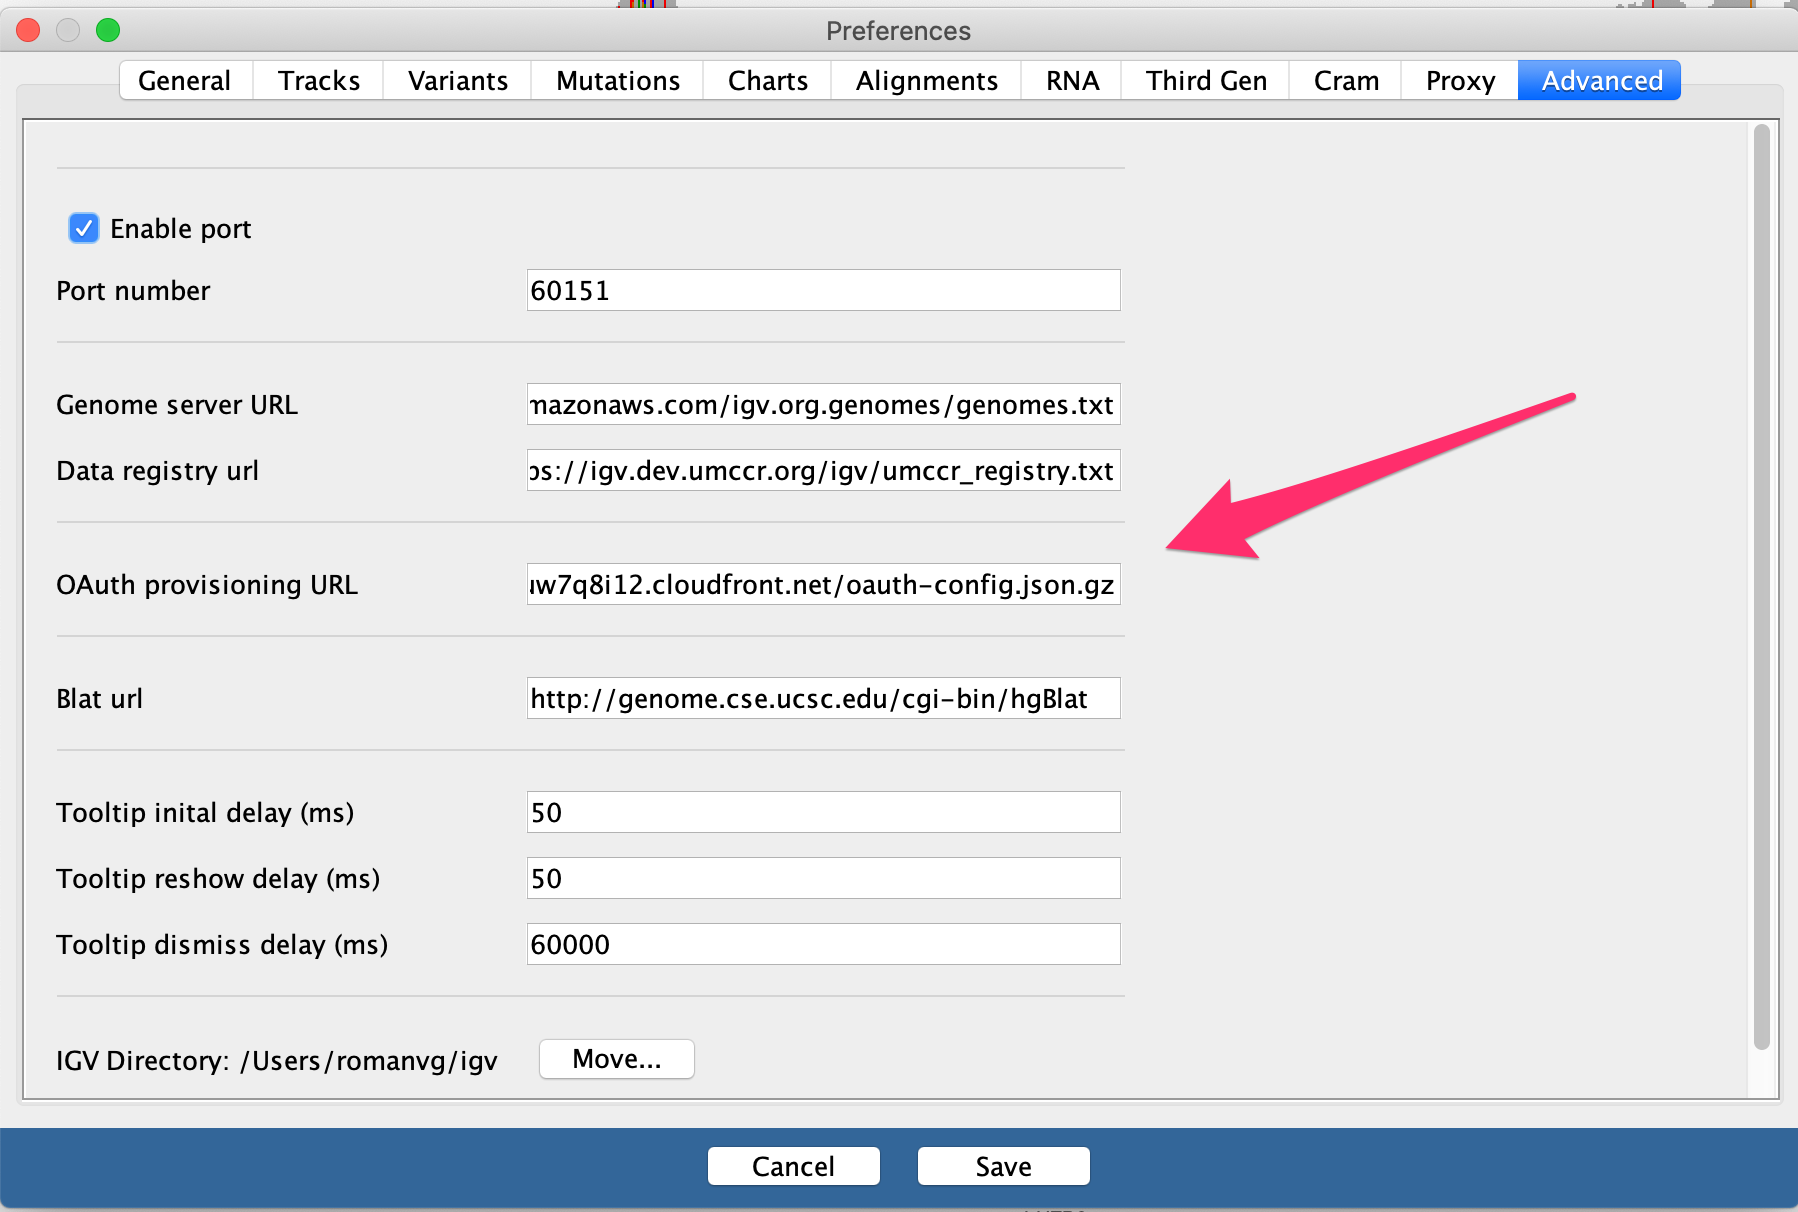 Preferences
General Tracks Variants Mutations Charts Alignments RNA Third Gen Cram Proxy Advanced
Enable port
Port number 60151
Genome server URL mazonaws.com/igv.org.genomes/genomes.txt
Data registry url ps://igv.dev.umccr.org/igv/umccr_registry.txt
OAuth provisioning URL uw7q8i12.cloudfront.net/oauth-config.json.gz
Blat url http://genome.cse.ucsc.edu/cgi-bin/hgBlat
Tooltip inital delay (ms) 50
Tooltip reshow delay (ms) 50
Tooltip dismiss delay (ms) 60000
IGV Directory: /Users/romanvg/igv Move...
Cancel Save